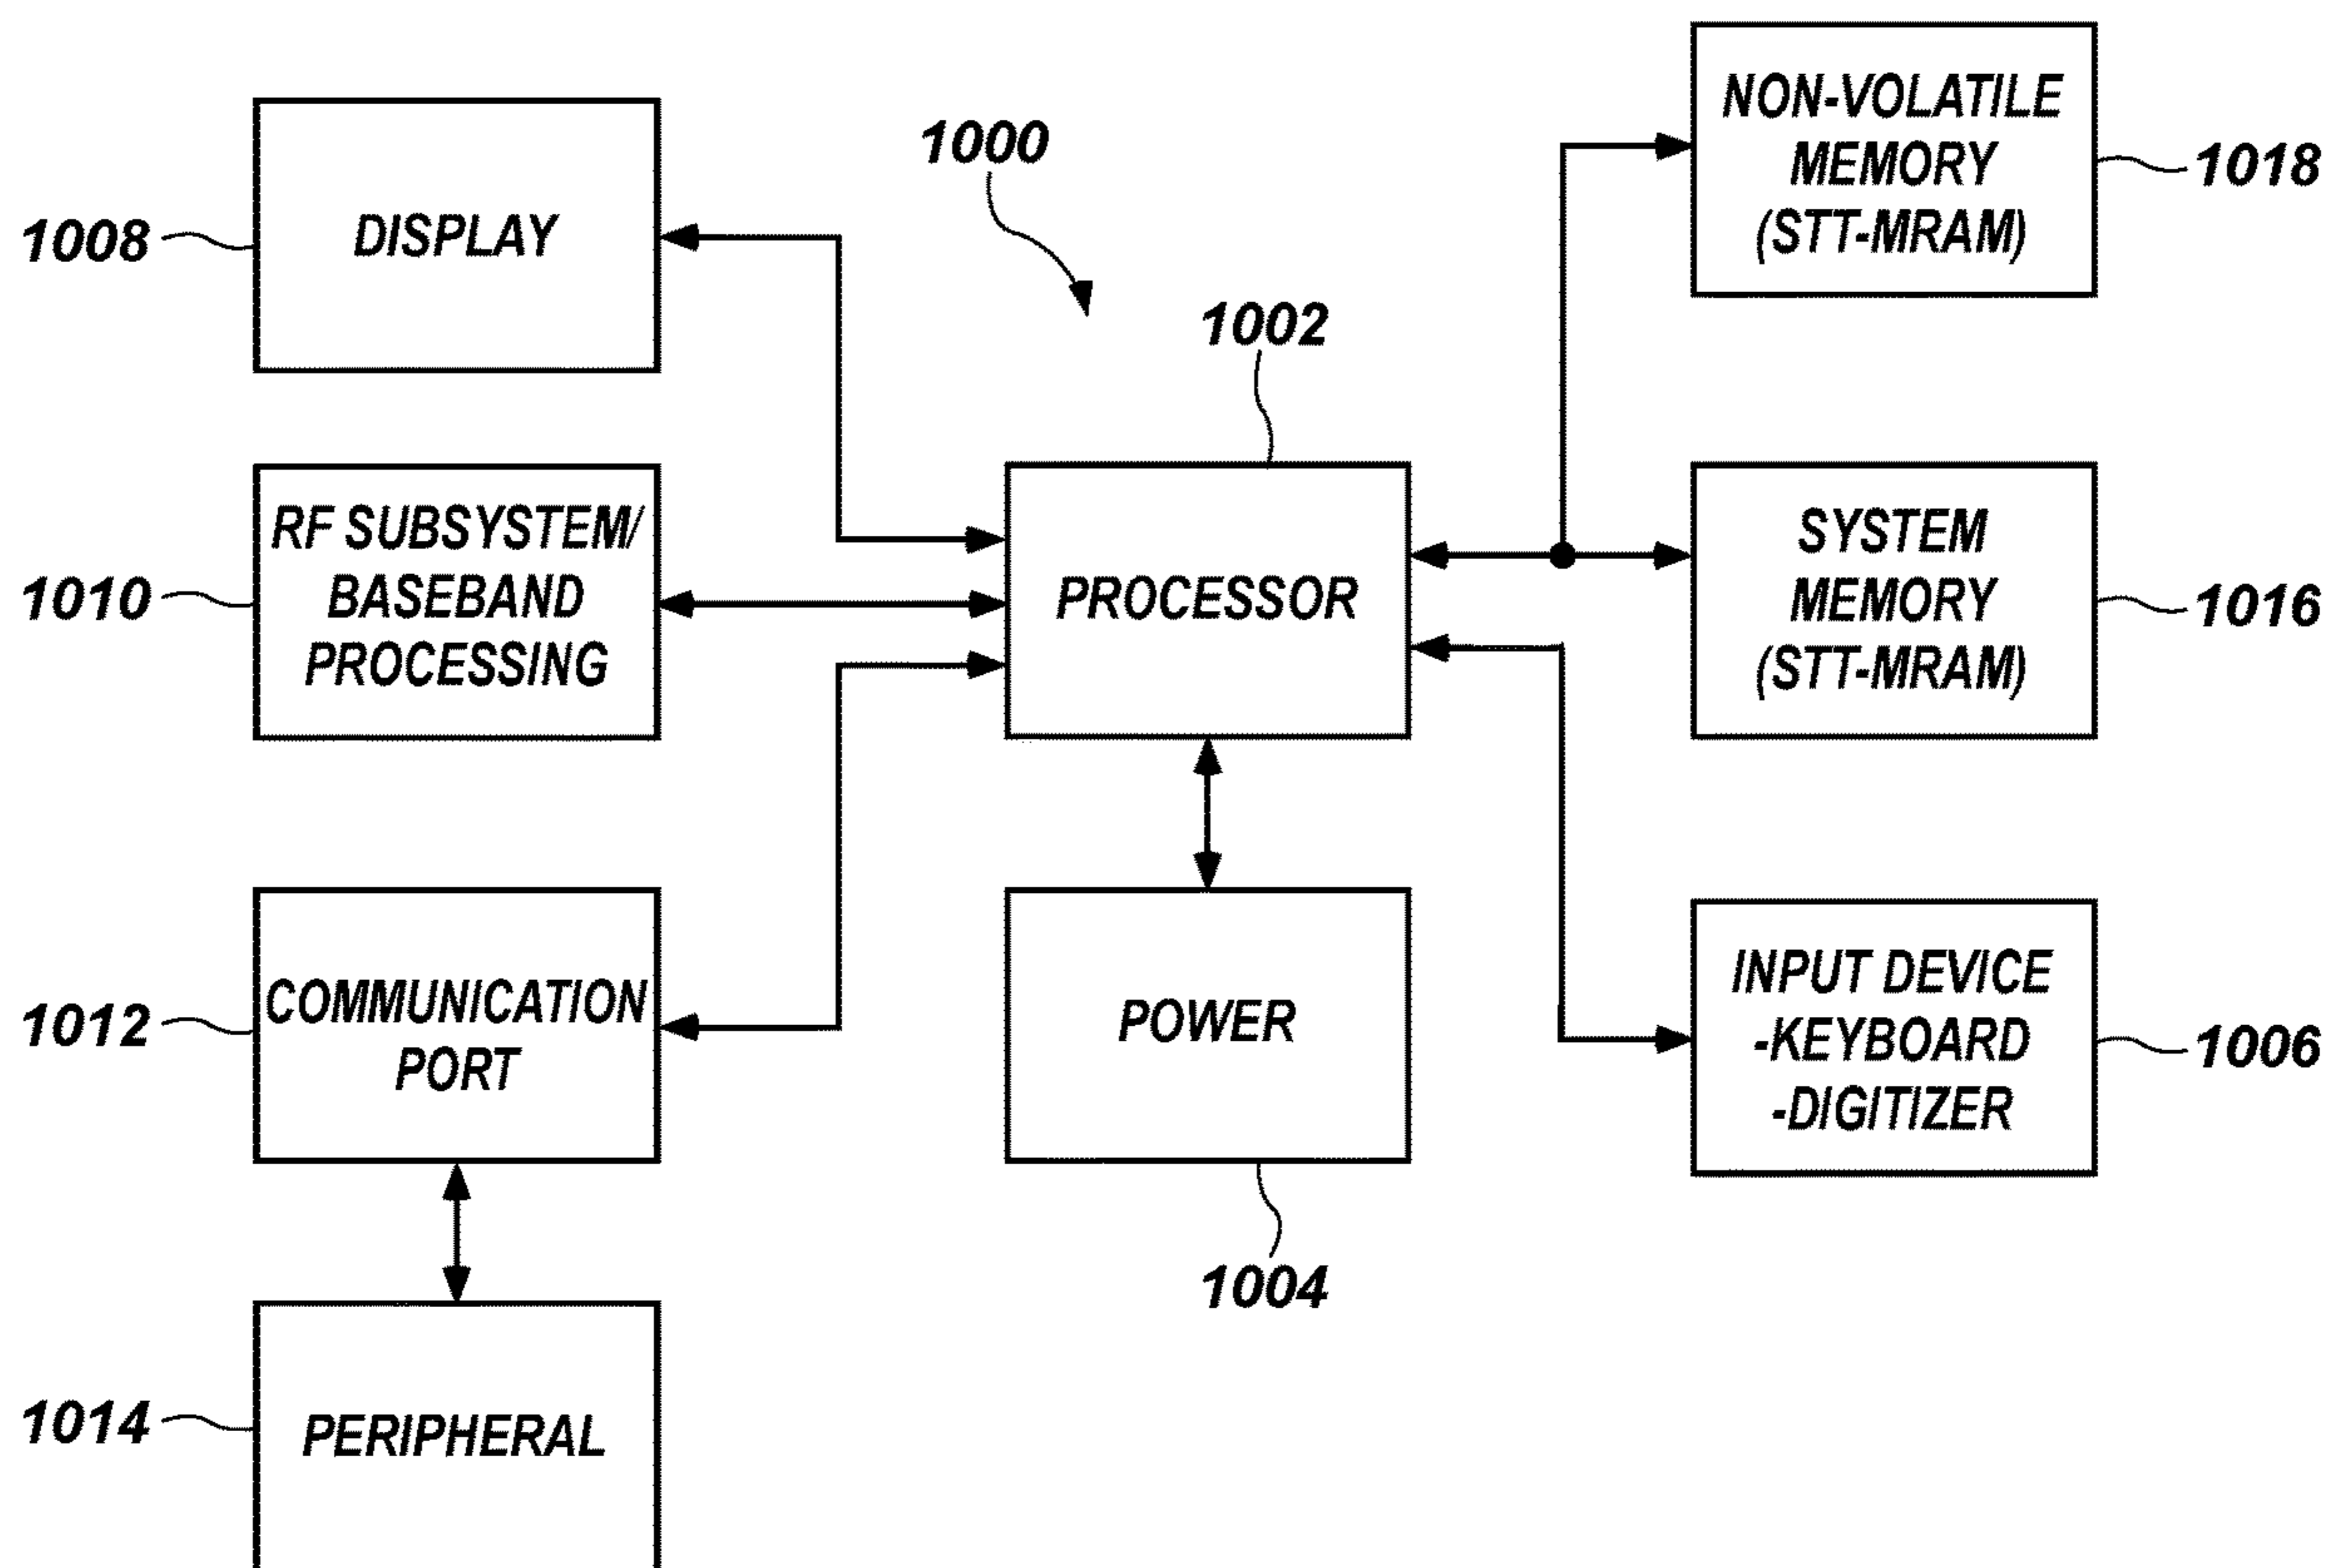 1000
1008
DISPLAY
NON-VOLATILE
MEMORY
(STT-MRAM)
1018
1002
1010
RF SUBSYSTEM/
BASEBAND
PROCESSING
PROCESSOR
SYSTEM
MEMORY
(STT-MRAM)
1016
1012
COMMUNICATION
PORT
POWER
1004
INPUT DEVICE
-KEYBOARD
-DIGITIZER
1006
1014
PERIPHERAL